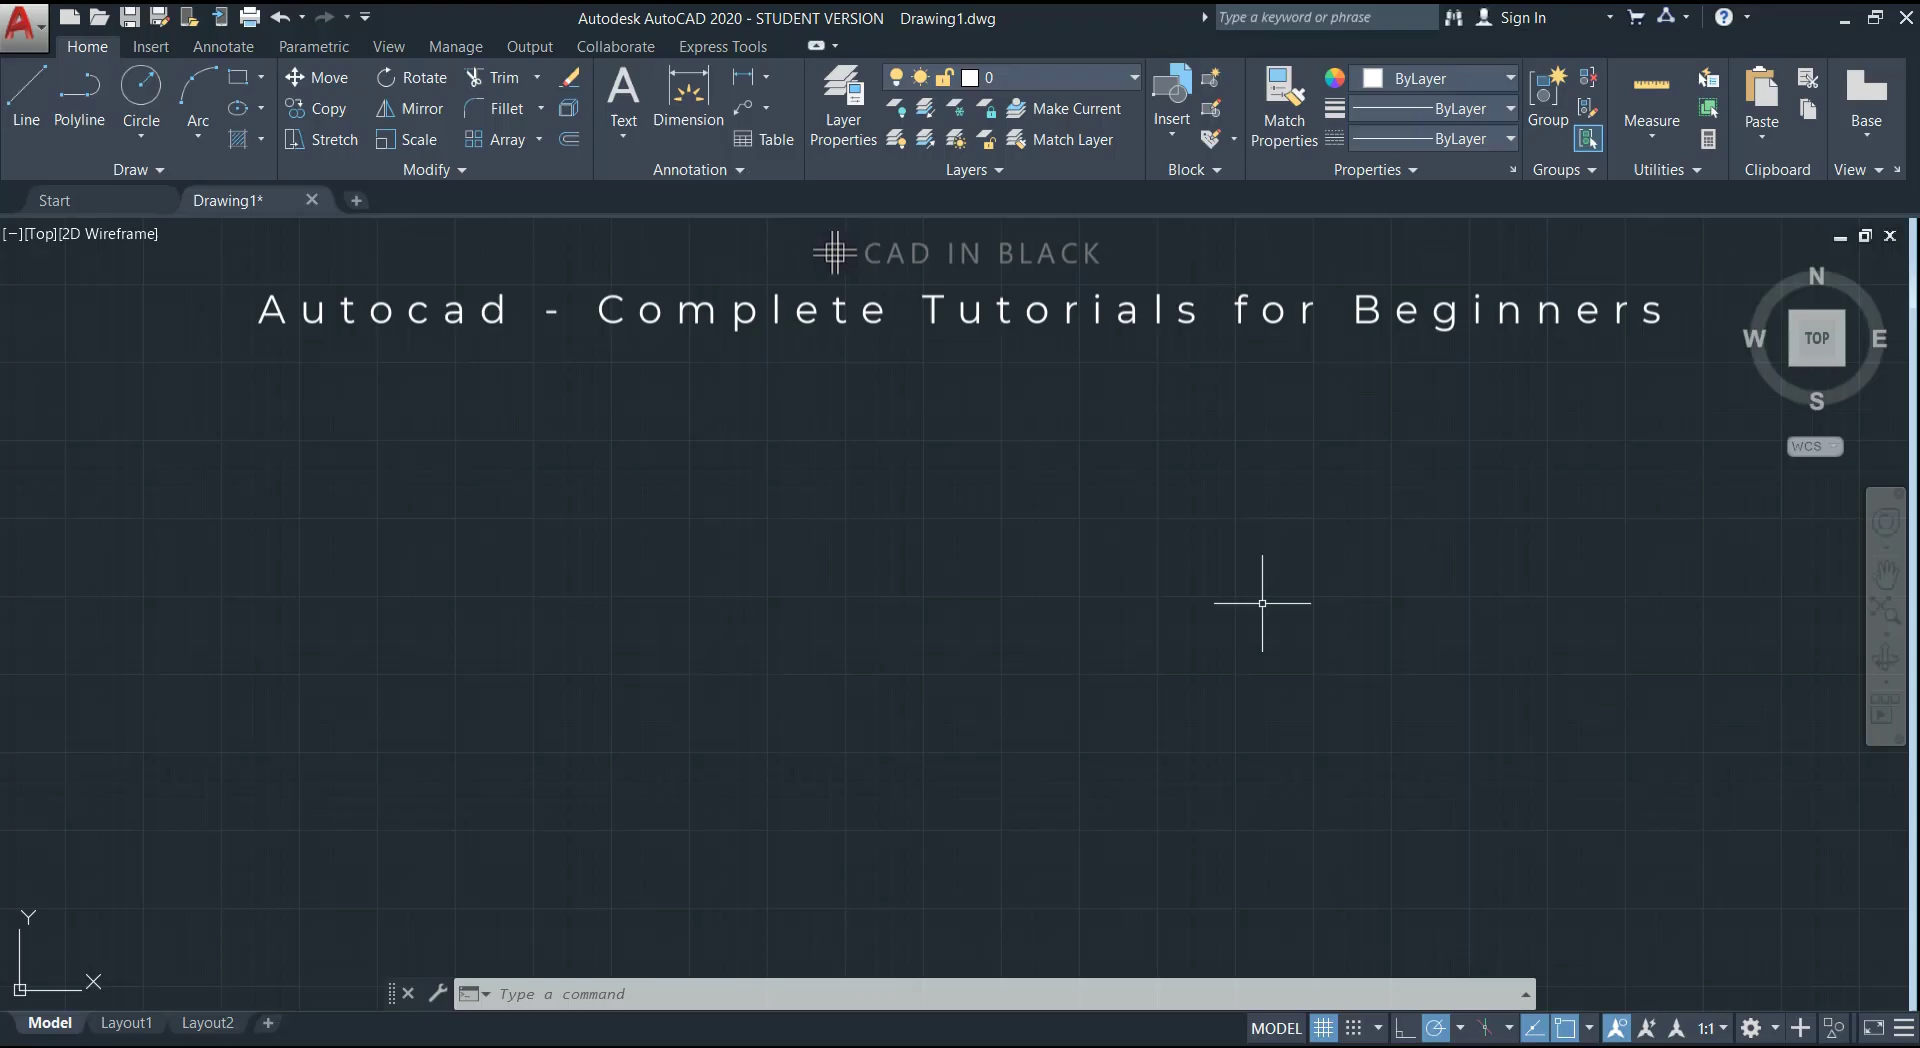 Autodesk AutoCAD 2020 - STUDENT VERSION Drawing1.dwg
Type a keyword or phrase
Sign In
Home Insert Annotate Parametric View Manage Output Collaborate Express Tools
Line
Polyline
Circle
Arc
Draw
Move Rotate Trim
Copy Mirror Fillet
Stretch Scale Array
Modify
Text
Dimension
Table
Annotation
Layer
Properties
0
Make Current
Match Layer
Layers
Insert
Block
Match
Properties
ByLayer
ByLayer
ByLayer
Properties
Group
Groups
Measure
Utilities
Paste
Clipboard
Base
View
Start Drawing1*
[−][Top][2D Wireframe]
CAD IN BLACK
Autocad - Complete Tutorials for Beginners
N
W TOP E
S
WCS
Y
X
Type a command
Model Layout1 Layout2
MODEL 1:1